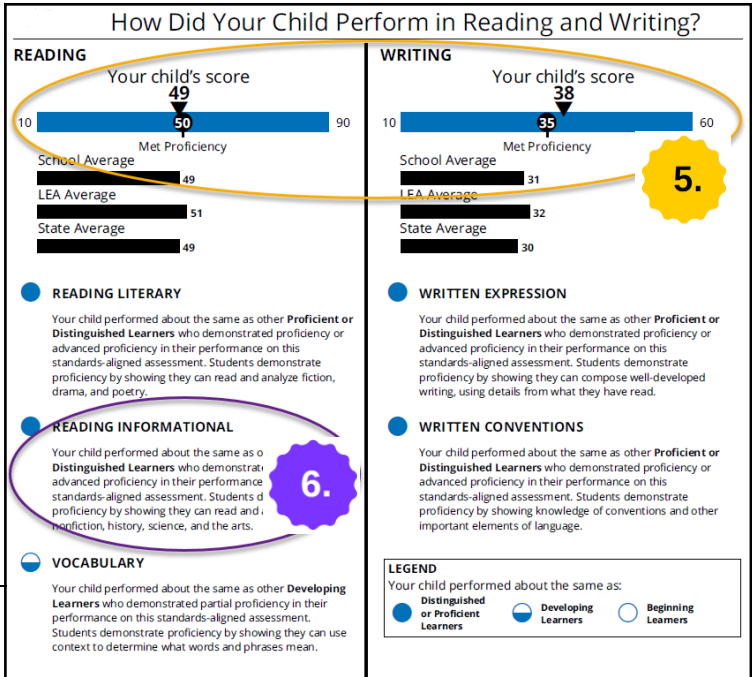 How Did Your Child Perform in Reading and Writing?
READING
Your child's score
49
10
50
90
Met Proficiency
School Average
49
LEA Average
51
State Average
49
READING LITERARY
Your child performed about the same as other Proficient or
Distinguished Learners who demonstrated proficiency or
advanced proficiency in their performance on this
standards-aligned assessment. Students demonstrate
proficiency by showing they can read and analyze fiction,
drama, and poetry.
READING INFORMATIONAL
Your child performed about the same as o
Distinguished Learners who demonstrate
advanced proficiency in their performance
standards-aligned assessment. Students d
proficiency by showing they can read and
nonfiction, history, science, and the arts.
6.
VOCABULARY
Your child performed about the same as other Developing
Learners who demonstrated partial proficiency in their
performance on this standards-aligned assessment.
Students demonstrate proficiency by showing they can use
context to determine what words and phrases mean.
WRITING
Your child's score
38
10
35
60
Met Proficiency
School Average
31
LEA Average
32
State Average
30
5.
WRITTEN EXPRESSION
Your child performed about the same as other Proficient or
Distinguished Learners who demonstrated proficiency or
advanced proficiency in their performance on this
standards-aligned assessment. Students demonstrate
proficiency by showing they can compose well-developed
writing, using details from what they have read.
WRITTEN CONVENTIONS
Your child performed about the same as other Proficient or
Distinguished Learners who demonstrated proficiency or
advanced proficiency in their performance on this
standards-aligned assessment. Students demonstrate
proficiency by showing knowledge of conventions and other
important elements of language.
LEGEND
Your child performed about the same as:
Distinguished
or Proficient
Learners
Developing
Learners
Beginning
Learners